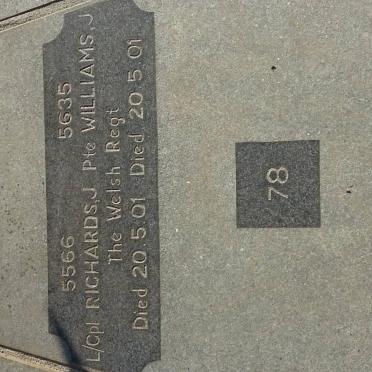 5566 5635
L/Cpl RICHARDS,J Pte WILLIAMS J
The Welsh Regt
Died 20.5.01 Died 20.5.01
78